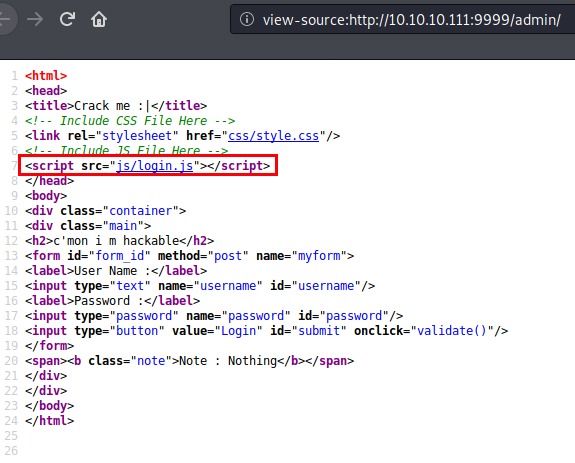 view-source:http://10.10.10.111:9999/admin/
1 <html>
2 <head>
3 <title>Crack me :|</title>
4 <!-- Include CSS File Here -->
5 <link rel="stylesheet" href="css/style.css"/>
6 <!-- Include JS File Here -->
7 <script src="js/login.js"></script>
8 </head>
9 <body>
10 <div class="container">
11 <div class="main">
12 <h2>c'mon i m hackable</h2>
13 <form id="form_id" method="post" name="myform">
14 <label>User Name :</label>
15 <input type="text" name="username" id="username"/>
16 <label>Password :</label>
17 <input type="password" name="password" id="password"/>
18 <input type="button" value="Login" id="submit" onclick="validate()"/>
19 </form>
20 <span><b class="note">Note : Nothing</b></span>
21 </div>
22 </div>
23 </body>
24 </html>
25
26